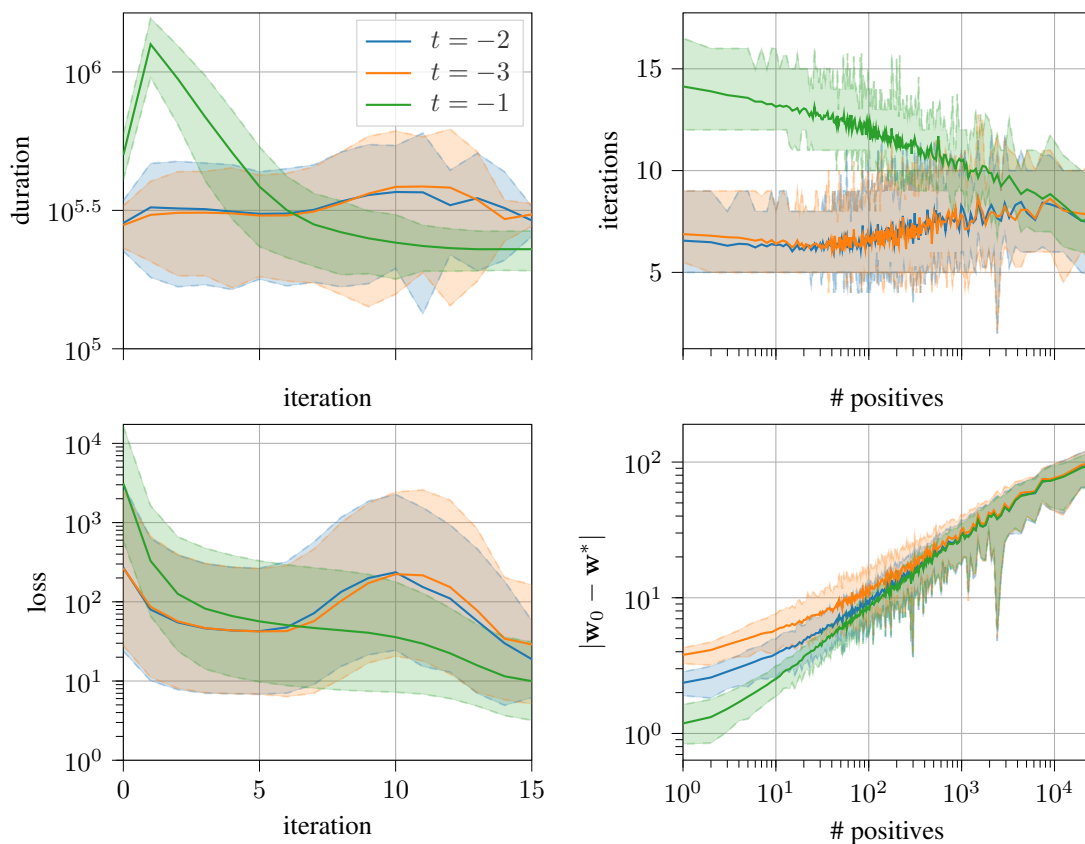 duration
10^6
10^5.5
10^5
iteration
t = −2
t = −3
t = −1
iterations
15
10
5
# positives
loss
10^4
10^3
10^2
10^1
10^0
0 5 10 15
iteration
|w_0 − w^*|
10^2
10^1
10^0
10^0 10^1 10^2 10^3 10^4
# positives